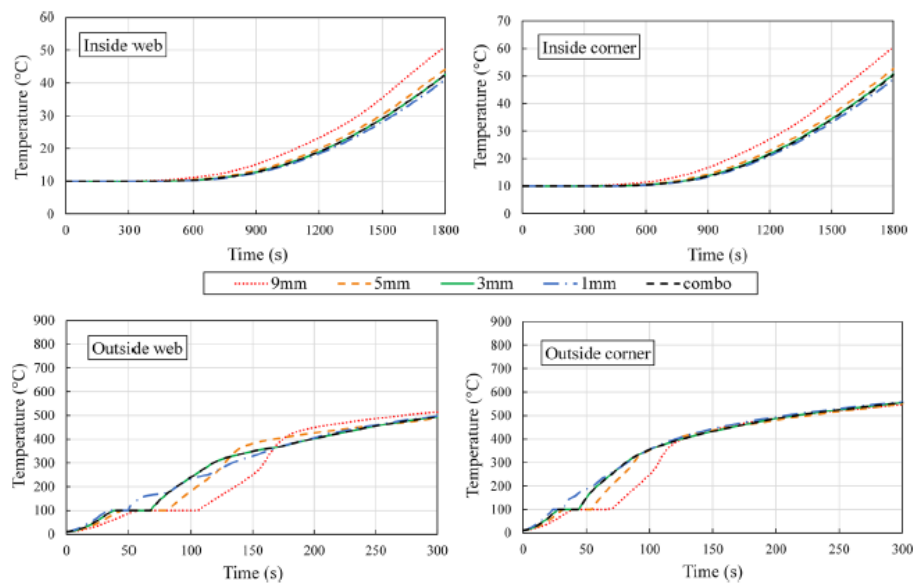 60
50
40
30
20
10
0
Temperature (°C)
Inside web
0 300 600 900 1200 1500 1800
Time (s)
70
60
50
40
30
20
10
0
Temperature (°C)
Inside corner
0 300 600 900 1200 1500 1800
Time (s)
9mm 5mm 3mm 1mm combo
900
800
700
600
500
400
300
200
100
0
Temperature (°C)
Outside web
0 50 100 150 200 250 300
Time (s)
900
800
700
600
500
400
300
200
100
0
Temperature (°C)
Outside corner
0 50 100 150 200 250 300
Time (s)